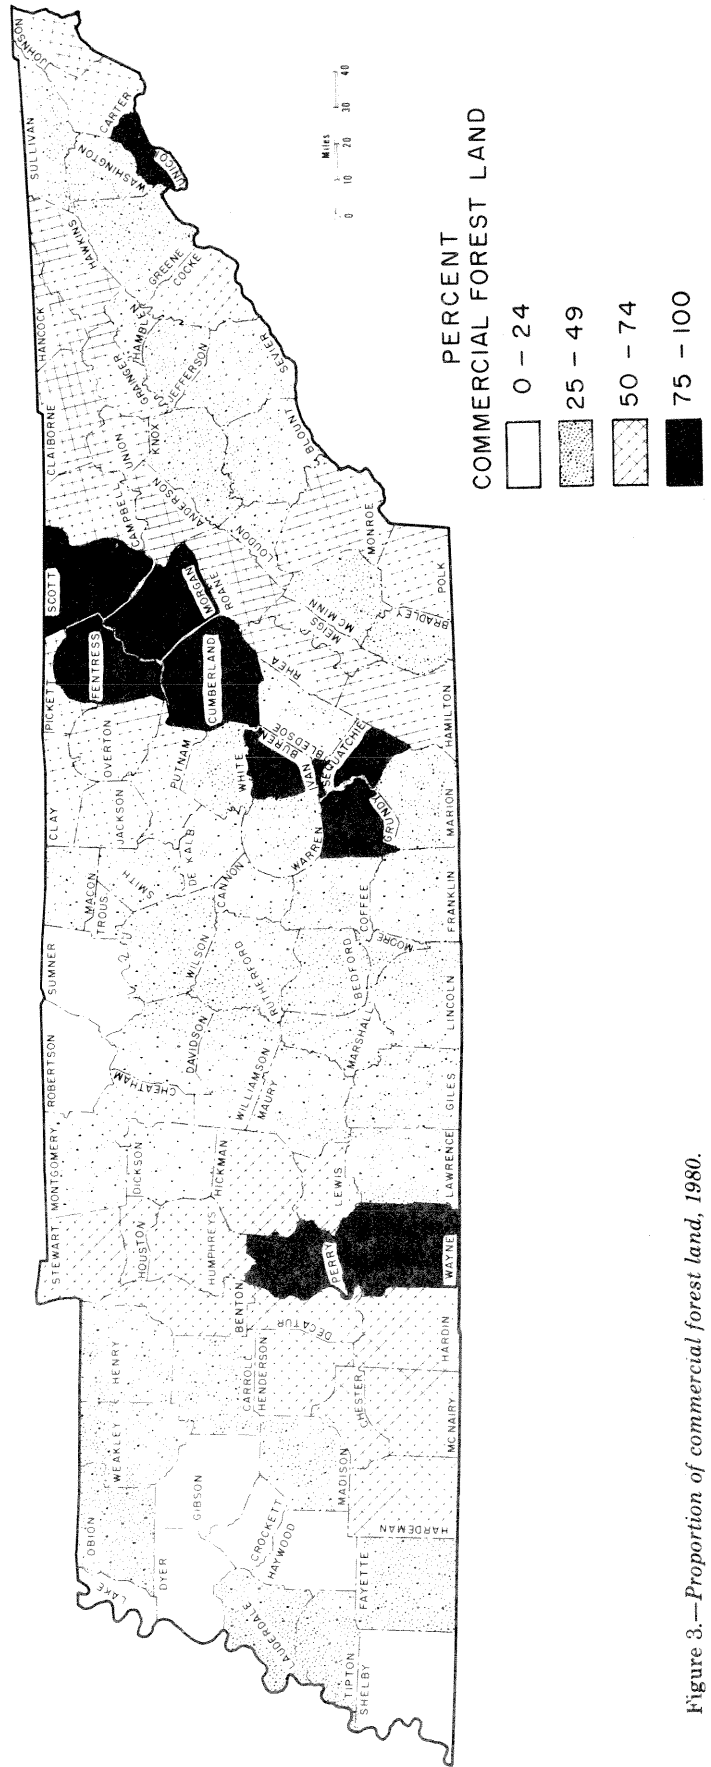 LAKE
OBION
WEAKLEY
HENRY
STEWART
MONTGOMERY
ROBERTSON
SUMNER
MACON
TROUS.
CLAY
PICKETT
SCOTT
CLAIBORNE
HANCOCK
SULLIVAN
JOHNSON
DYER
GIBSON
CARROLL
BENTON
HOUSTON
HUMPHREYS
DICKSON
CHEATHAM
DAVIDSON
WILSON
SMITH
JACKSON
OVERTON
FENTRESS
CAMPBELL
UNION
GRAINGER
HAMBLEN
HAWKINS
WASHINGTON
CARTER
UNICOI
LAUDERDALE
CROCKETT
HAYWOOD
MADISON
HENDERSON
DECATUR
PERRY
HICKMAN
WILLIAMSON
MAURY
RUTHERFORD
CANNON
DE KALB
PUTNAM
WHITE
CUMBERLAND
MORGAN
ROANE
ANDERSON
KNOX
JEFFERSON
GREENE
COCKE
TIPTON
SHELBY
FAYETTE
HARDEMAN
CHESTER
MC NAIRY
HARDIN
WAYNE
LEWIS
LAWRENCE
GILES
MARSHALL
BEDFORD
LINCOLN
MOORE
COFFEE
FRANKLIN
WARREN
VAN
BUREN
BLEDSOE
SEQUATCHIE
GRUNDY
MARION
HAMILTON
RHEA
MEIGS
MC MINN
BRADLEY
POLK
MONROE
LOUDON
BLOUNT
SEVIER
Miles
0 10 20 30 40
PERCENT
COMMERCIAL FOREST LAND
0 – 24
25 – 49
50 – 74
75 – 100
Figure 3.—Proportion of commercial forest land, 1980.